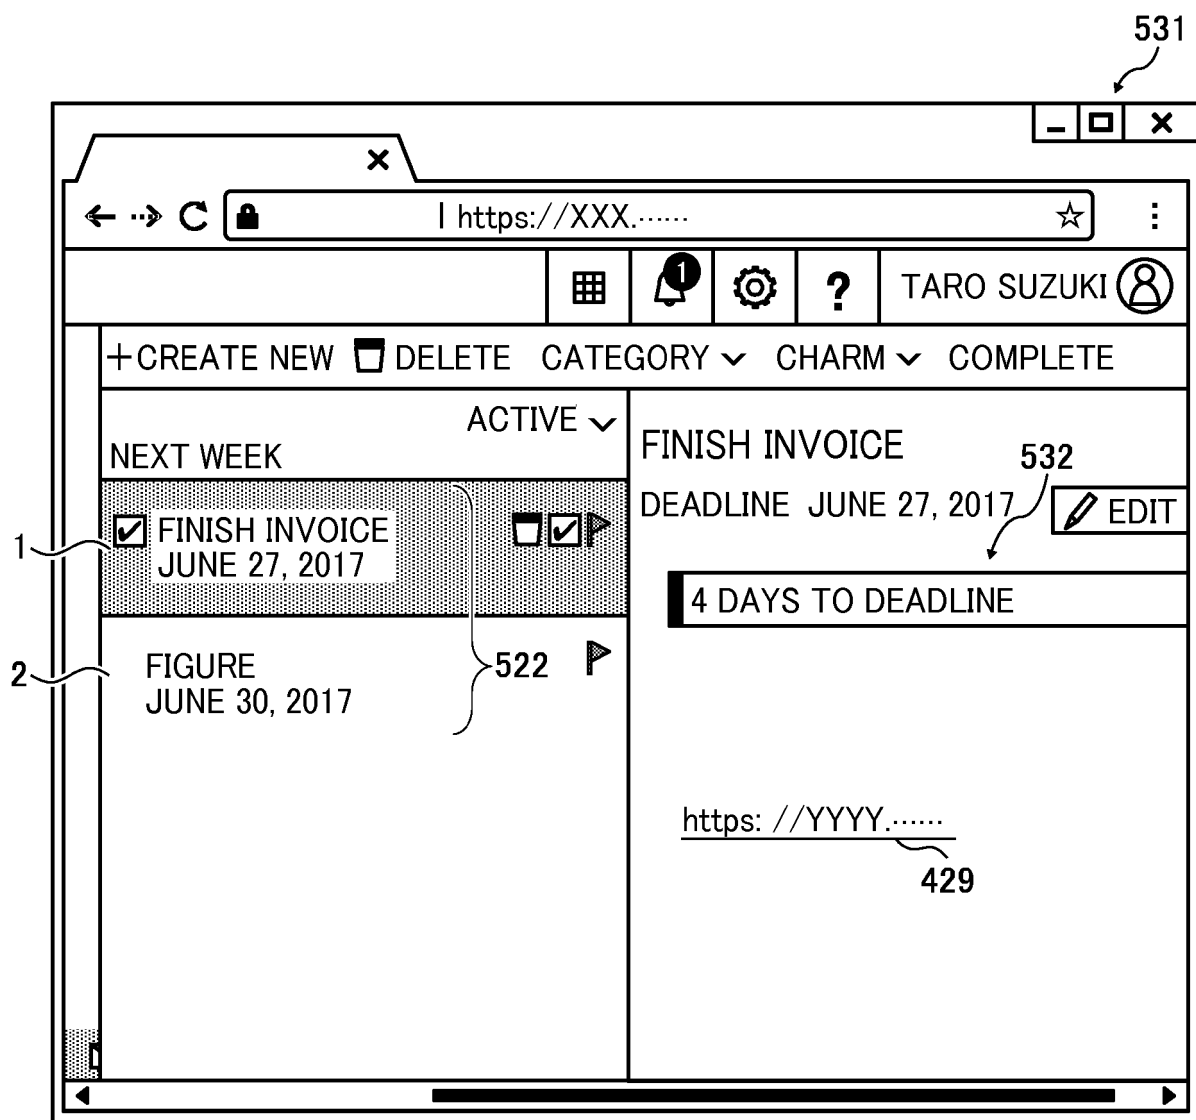 531
https://XXX.……
1
?
TARO SUZUKI
+CREATE NEW
DELETE
CATEGORY
CHARM
COMPLETE
ACTIVE
NEXT WEEK
FINISH INVOICE
JUNE 27, 2017
1
FIGURE
JUNE 30, 2017
2
522
FINISH INVOICE
532
DEADLINE JUNE 27, 2017
EDIT
4 DAYS TO DEADLINE
https: //YYYY.……
429